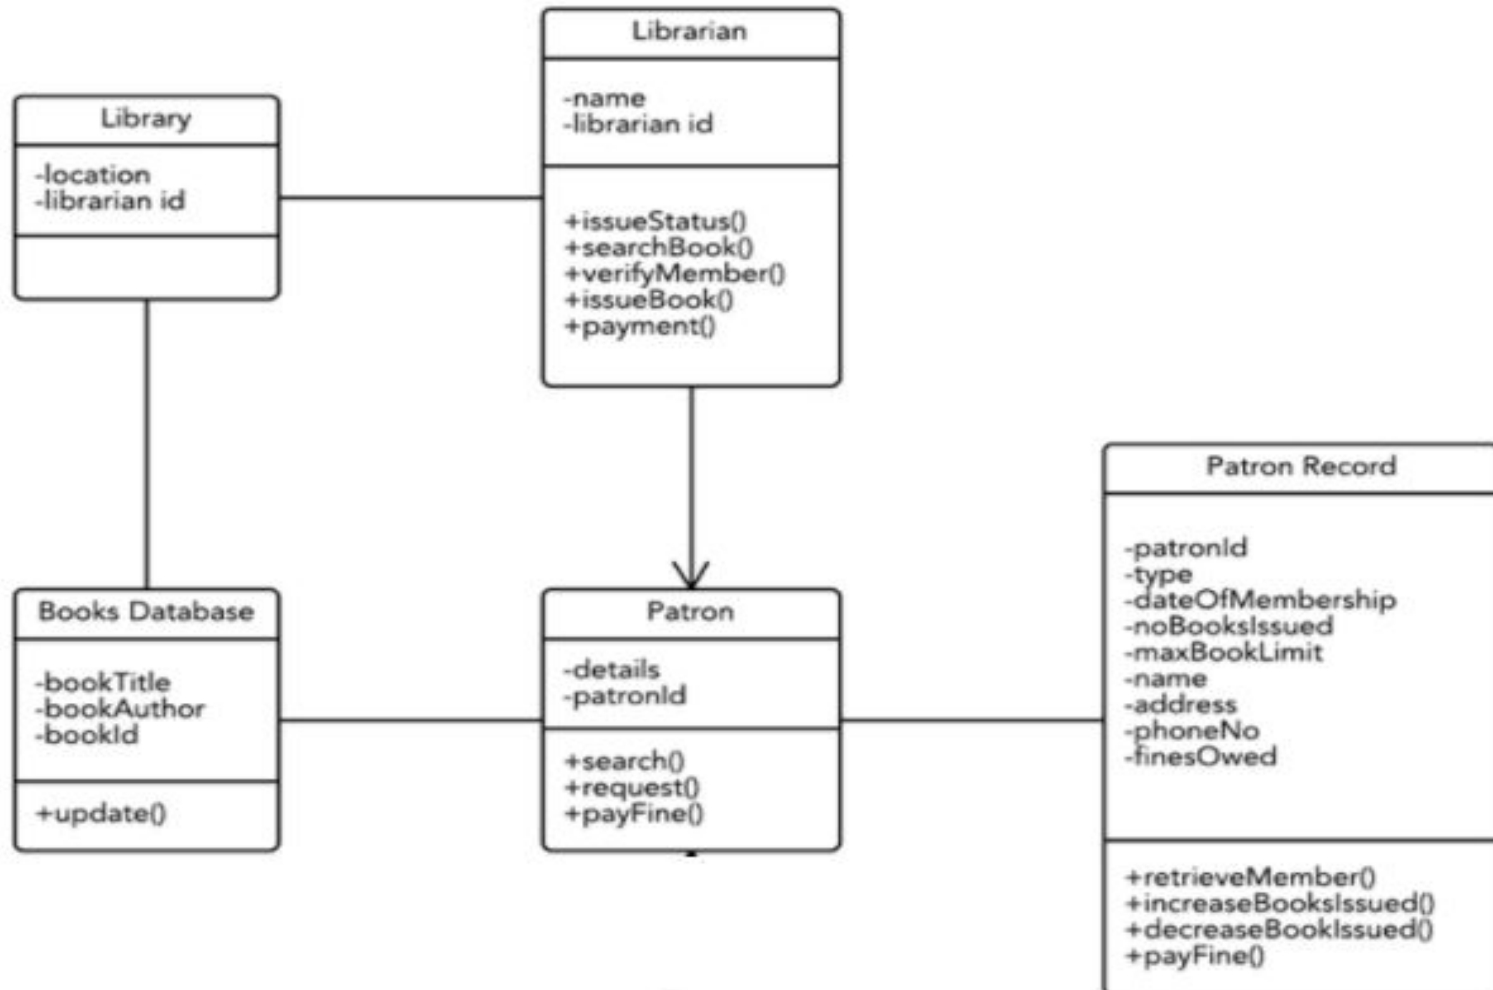 Librarian
-name
-librarian id
+issueStatus()
+searchBook()
+verifyMember()
+issueBook()
+payment()
Library
-location
-librarian id
Patron Record
-patronId
-type
-dateOfMembership
-noBooksIssued
-maxBookLimit
-name
-address
-phoneNo
-finesOwed
+retrieveMember()
+increaseBooksIssued()
+decreaseBookIssued()
+payFine()
Books Database
-bookTitle
-bookAuthor
-bookId
+update()
Patron
-details
-patronId
+search()
+request()
+payFine()